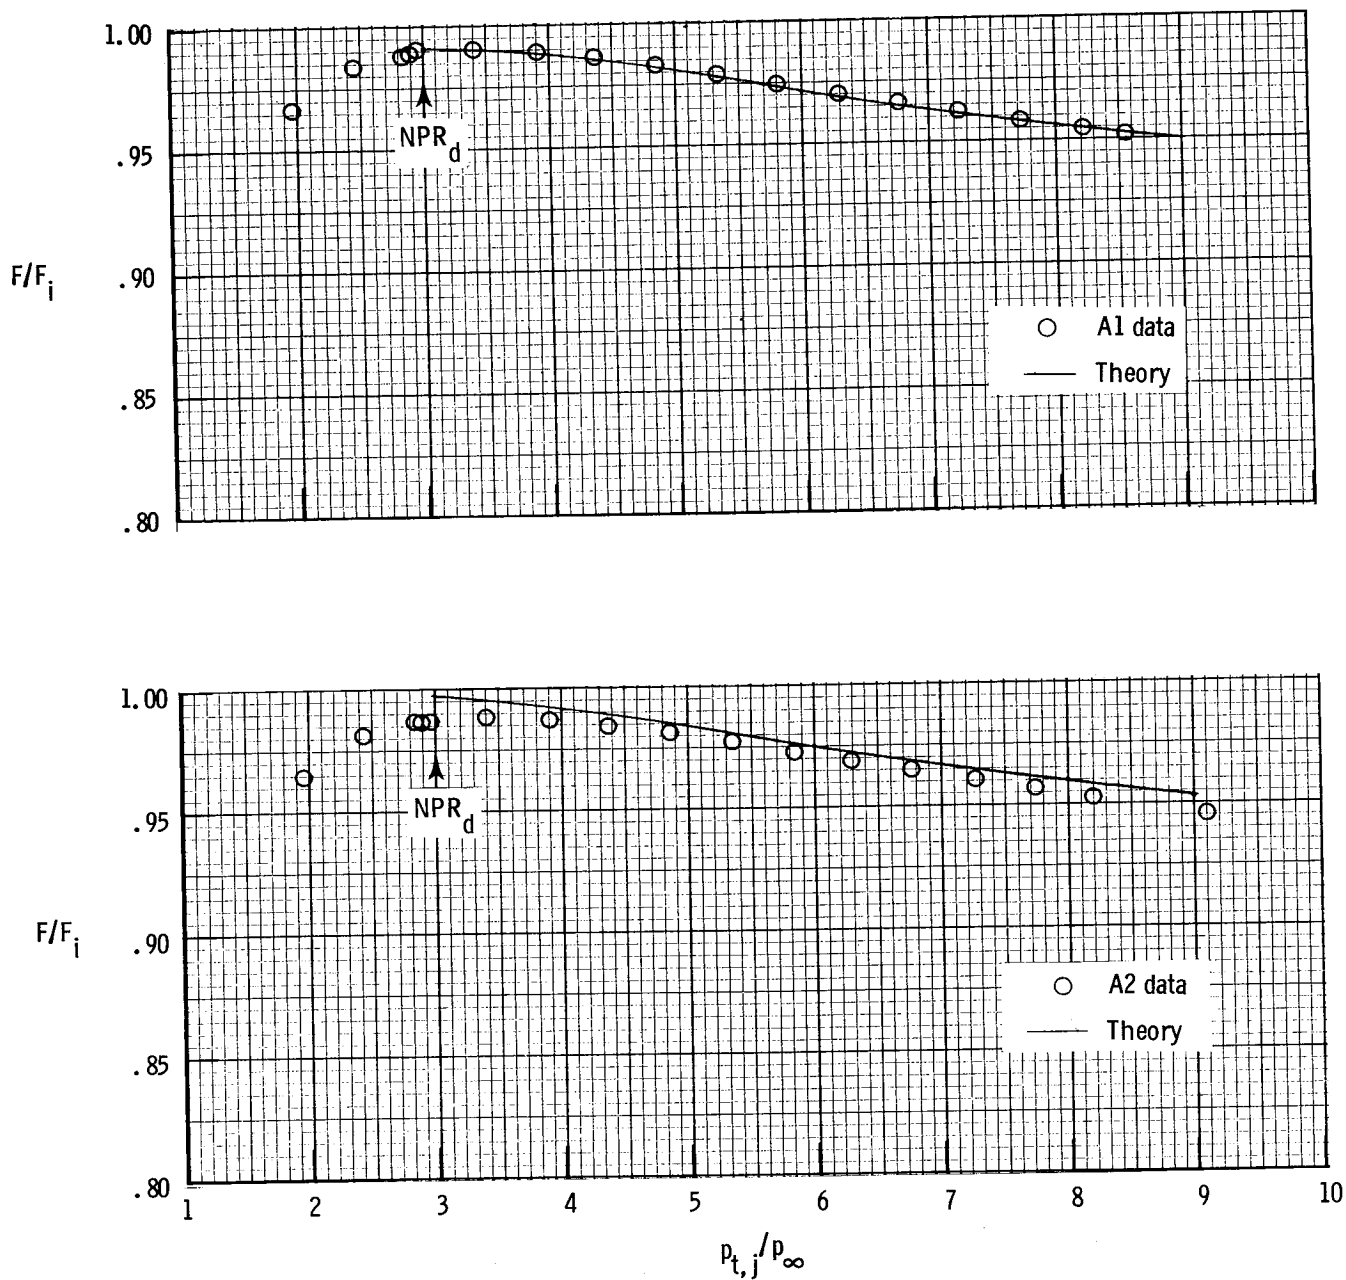 1.00
NPR_d
.95
F/F_i
.90
A1 data
Theory
.85
.80
1.00
NPR_d
.95
F/F_i
.90
A2 data
Theory
.85
.80
1 2 3 4 5 6 7 8 9 10
p_t,j/p_∞